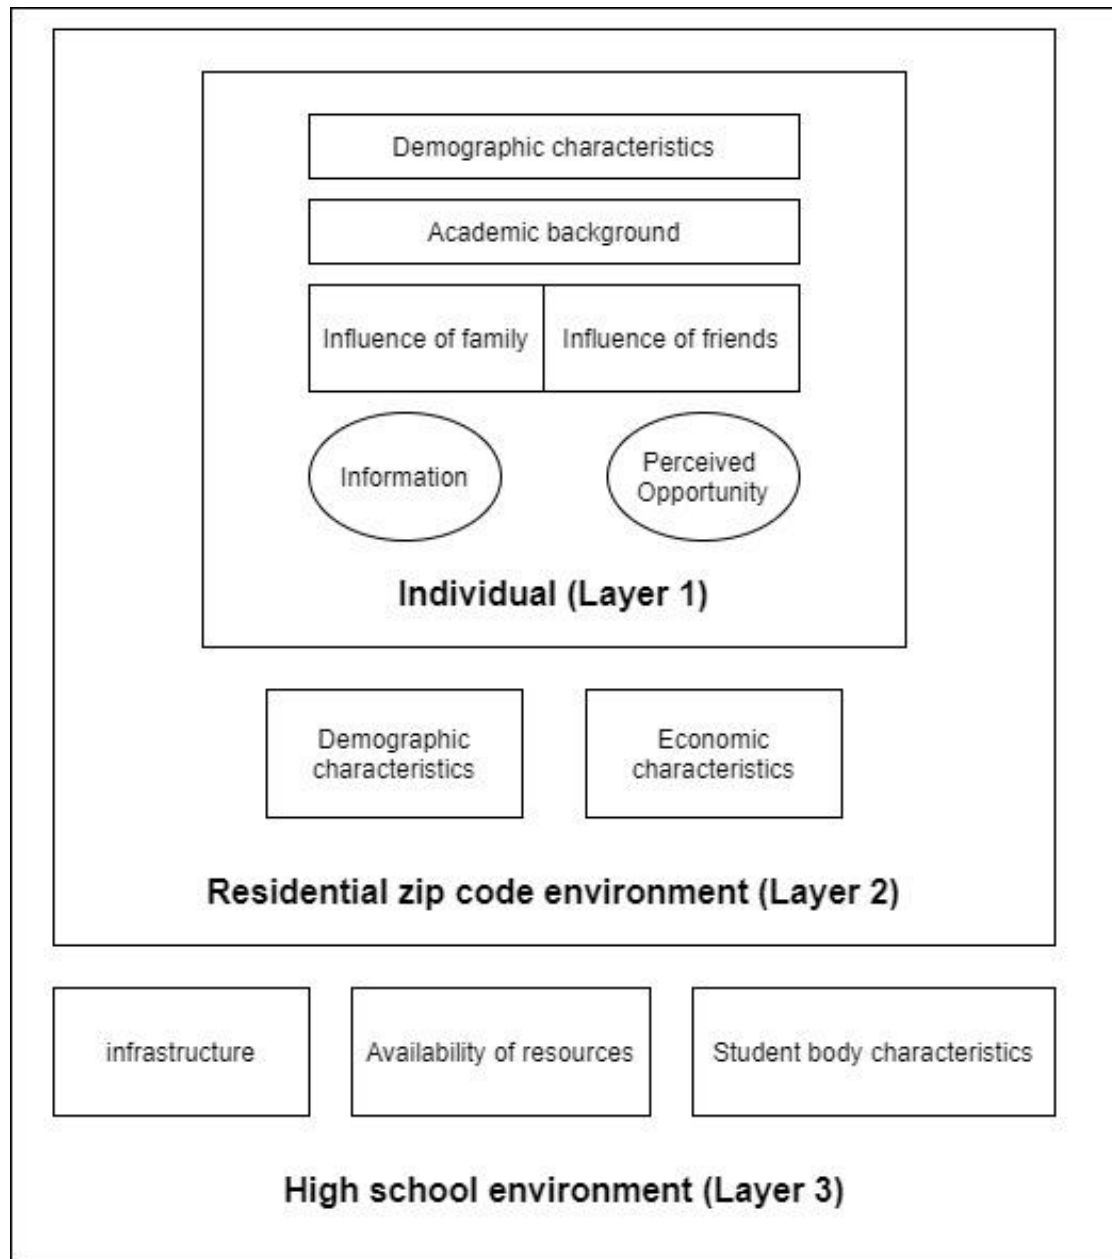 Demographic characteristics
Academic background
Influence of family
Influence of friends
Information
Perceived
Opportunity
Individual (Layer 1)
Demographic
characteristics
Economic
characteristics
Residential zip code environment (Layer 2)
infrastructure
Availability of resources
Student body characteristics
High school environment (Layer 3)